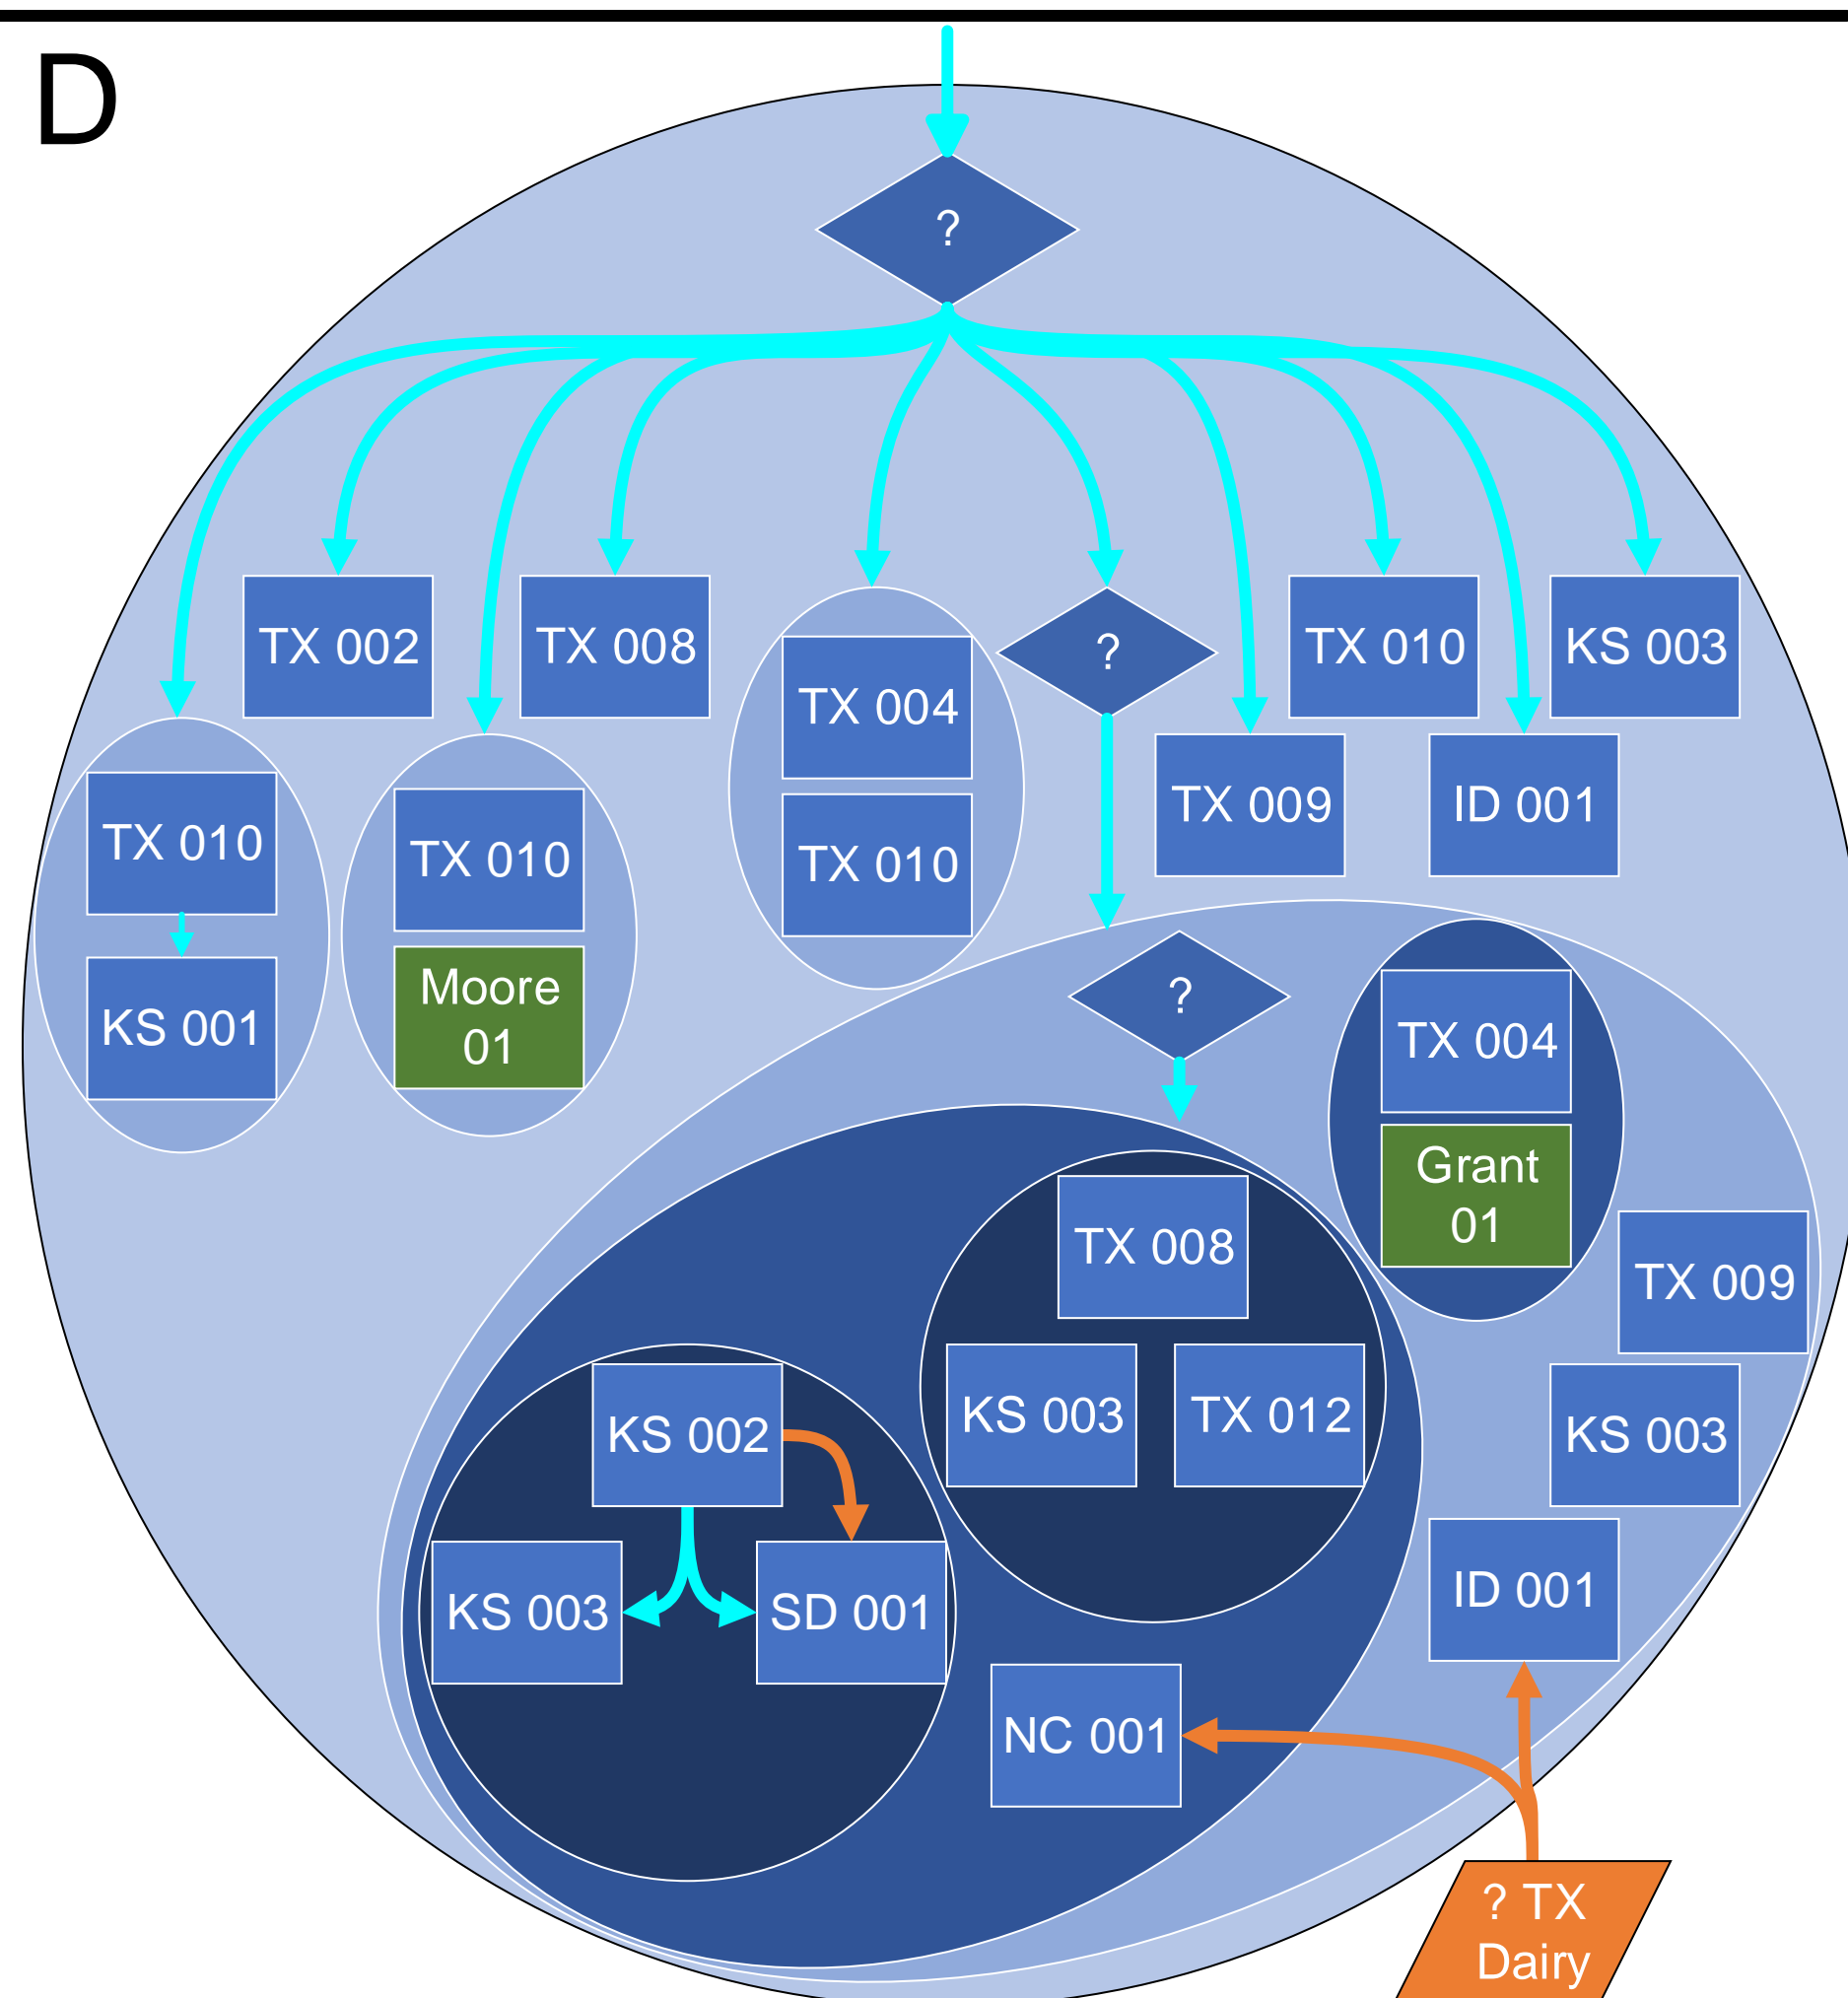 D
?
TX 002
TX 008
TX 010
KS 003
TX 004
?
TX 009
ID 001
TX 010
TX 010
TX 010
KS 001
Moore
01
?
TX 004
Grant
01
TX 008
TX 009
KS 003
TX 012
KS 003
KS 002
KS 003
SD 001
ID 001
NC 001
? TX
Dairy